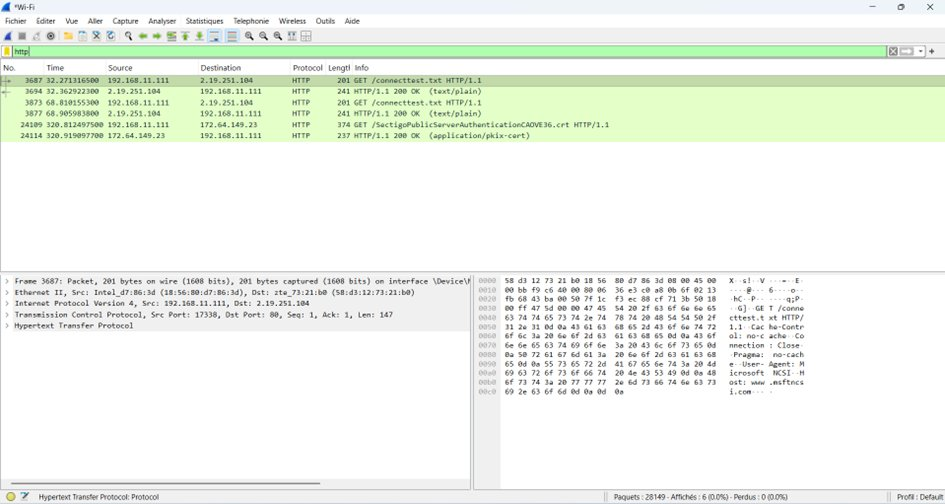 *Wi-Fi
Fichier Éditer Vue Aller Capture Analyser Statistiques Telephonie Wireless Outils Aide
http
No. Time Source Destination Protocol Lengtl Info
3687 32.271316500 192.168.11.111 2.19.251.104 HTTP 201 GET /connecttest.txt HTTP/1.1
3694 32.362922300 2.19.251.104 192.168.11.111 HTTP 241 HTTP/1.1 200 OK (text/plain)
3873 68.810155300 192.168.11.111 2.19.251.104 HTTP 201 GET /connecttest.txt HTTP/1.1
3877 68.905983800 2.19.251.104 192.168.11.111 HTTP 241 HTTP/1.1 200 OK (text/plain)
24109 320.812497500 192.168.11.111 172.64.149.23 HTTP 374 GET /SectigoPublicServerAuthenticationCAOVE36.crt HTTP/1.1
24114 320.919097700 172.64.149.23 192.168.11.111 HTTP 237 HTTP/1.1 200 OK (application/pkix-cert)
Frame 3687: Packet, 201 bytes on wire (1608 bits), 201 bytes captured (1608 bits) on interface \Device\
Ethernet II, Src: Intel_d7:86:3d (18:56:80:d7:86:3d), Dst: zte_73:21:b0 (58:d3:12:73:21:b0)
Internet Protocol Version 4, Src: 192.168.11.111, Dst: 2.19.251.104
Transmission Control Protocol, Src Port: 17338, Dst Port: 80, Seq: 1, Ack: 1, Len: 147
Hypertext Transfer Protocol
0000 58 d3 12 73 21 b0 18 56 80 d7 86 3d 08 00 45 00 X··s!··V ···=··E·
0010 00 bb f9 c6 40 00 80 06 36 e3 c0 a8 0b 6f 02 13 ····@··· 6····o··
0020 fb 68 43 ba 00 50 7f 1c f3 ec 88 cf 71 3b 50 18 ·hC··P·· ····q;P·
0030 00 ff 47 5d 00 00 47 45 54 20 2f 63 6f 6e 6e 65 ··G]··GE T /conne
0040 63 74 74 65 73 74 2e 74 78 74 20 48 54 54 50 2f cttest.t xt HTTP/
0050 31 2e 31 0d 0a 43 61 63 68 65 2d 43 6f 6e 74 72 1.1··Cac he-Contr
0060 6f 6c 3a 20 6e 6f 2d 63 61 63 68 65 0d 0a 43 6f ol: no-c ache··Co
0070 6e 6e 65 63 74 69 6f 6e 3a 20 43 6c 6f 73 65 0d nnection : Close·
0080 0a 50 72 61 67 6d 61 3a 20 6e 6f 2d 63 61 63 68 ·Pragma: no-cach
0090 65 0d 0a 55 73 65 72 2d 41 67 65 6e 74 3a 20 4d e··User- Agent: M
00a0 69 63 72 6f 73 6f 66 74 20 4e 43 53 49 0d 0a 48 icrosoft NCSI··H
00b0 6f 73 74 3a 20 77 77 77 2e 6d 73 66 74 6e 63 73 ost: www .msftncs
00c0 69 2e 63 6f 6d 0d 0a 0d 0a i.com··· ·
Hypertext Transfer Protocol: Protocol
Paquets : 28149 · Affichés : 6 (0.0%) · Perdus : 0 (0.0%)
Profil : Default